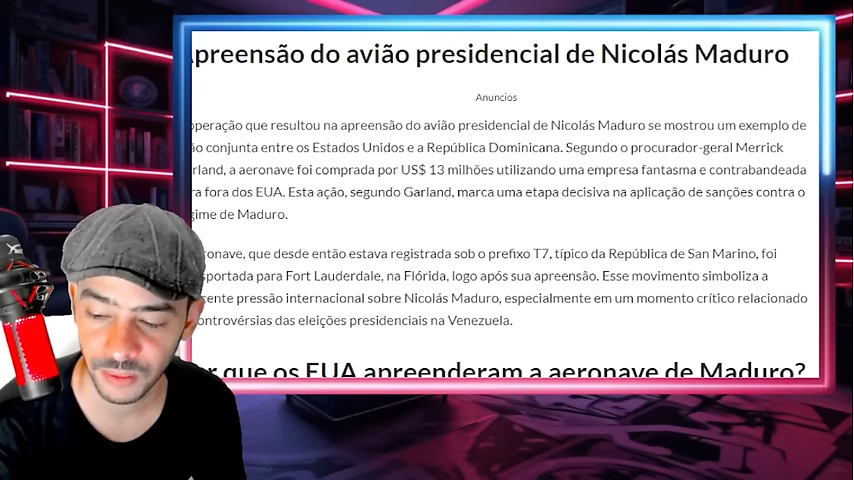 preensão do avião presidencial de Nicolás Maduro
Anuncios
operação que resultou na apreensão do avião presidencial de Nicolás Maduro se mostrou um exemplo de
ão conjunta entre os Estados Unidos e a República Dominicana. Segundo o procurador-geral Merrick
rland, a aeronave foi comprada por US$ 13 milhões utilizando uma empresa fantasma e contrabandeada
ra fora dos EUA. Esta ação, segundo Garland, marca uma etapa decisiva na aplicação de sanções contra o
gime de Maduro.
ronave, que desde então estava registrada sob o prefixo T7, típico da República de San Marino, foi
sportada para Fort Lauderdale, na Flórida, logo após sua apreensão. Esse movimento simboliza a
ente pressão internacional sobre Nicolás Maduro, especialmente em um momento crítico relacionado
ontrovérsias das eleições presidenciais na Venezuela.
r que os EUA apreenderam a aeronave de Maduro?